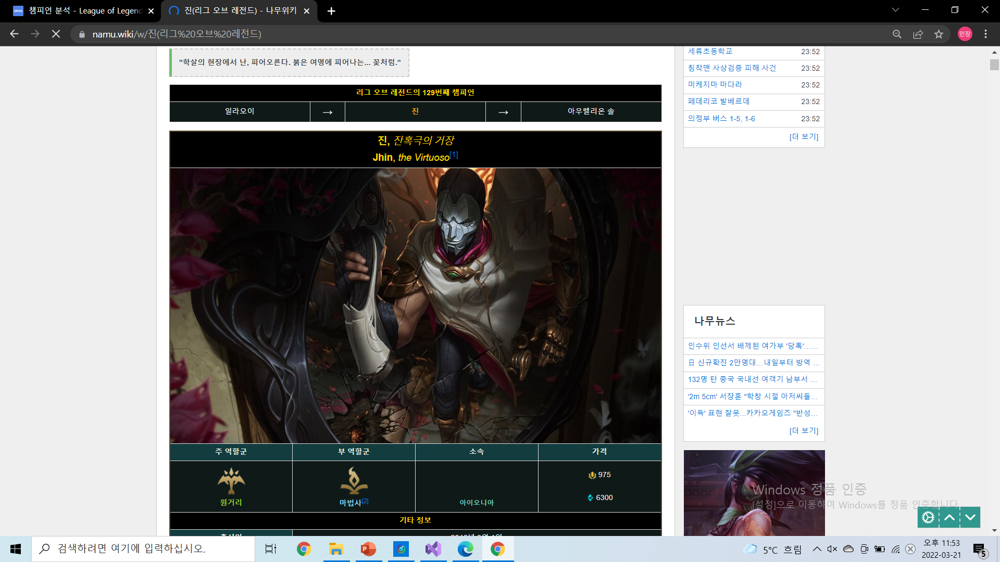 챔피언 분석 - League of Legend
진(리그 오브 레전드) - 나무위키
namu.wiki/w/진(리그%20오브%20레전드)
민장
"학살의 현장에서 난, 피어오른다. 붉은 여명에 피어나는... 꽃처럼."
리그 오브 레전드의 129번째 챔피언
일라오이 → 진 → 아우렐리온 솔
진, 잔혹극의 거장
Jhin, the Virtuoso[1]
주 역할군 부 역할군 소속 가격
975
6300
원거리 마법사[2] 아이오니아
기타 정보
세류초등학교 23:52
침착맨 사상검증 피해 사건 23:52
미케지마 마다라 23:52
페데리코 발베르데 23:52
의정부 버스 1-5, 1-6 23:52
[더 보기]
나무뉴스
인수위 인선서 배제된 여가부 '당혹'……
日 신규확진 2만명대…내일부터 방역 …
132명 탄 중국 국내선 여객기 남부서 …
'2m 5cm' 서장훈 "학창 시절 아저씨들…
'이득' 표현 잘못...카카오게임즈 "반성…
[더 보기]
Windows 정품 인증
[설정]으로 이동하여 Windows를 정품 인증합니다.
검색하려면 여기에 입력하십시오.
5°C 흐림
오후 11:53
2022-03-21
5